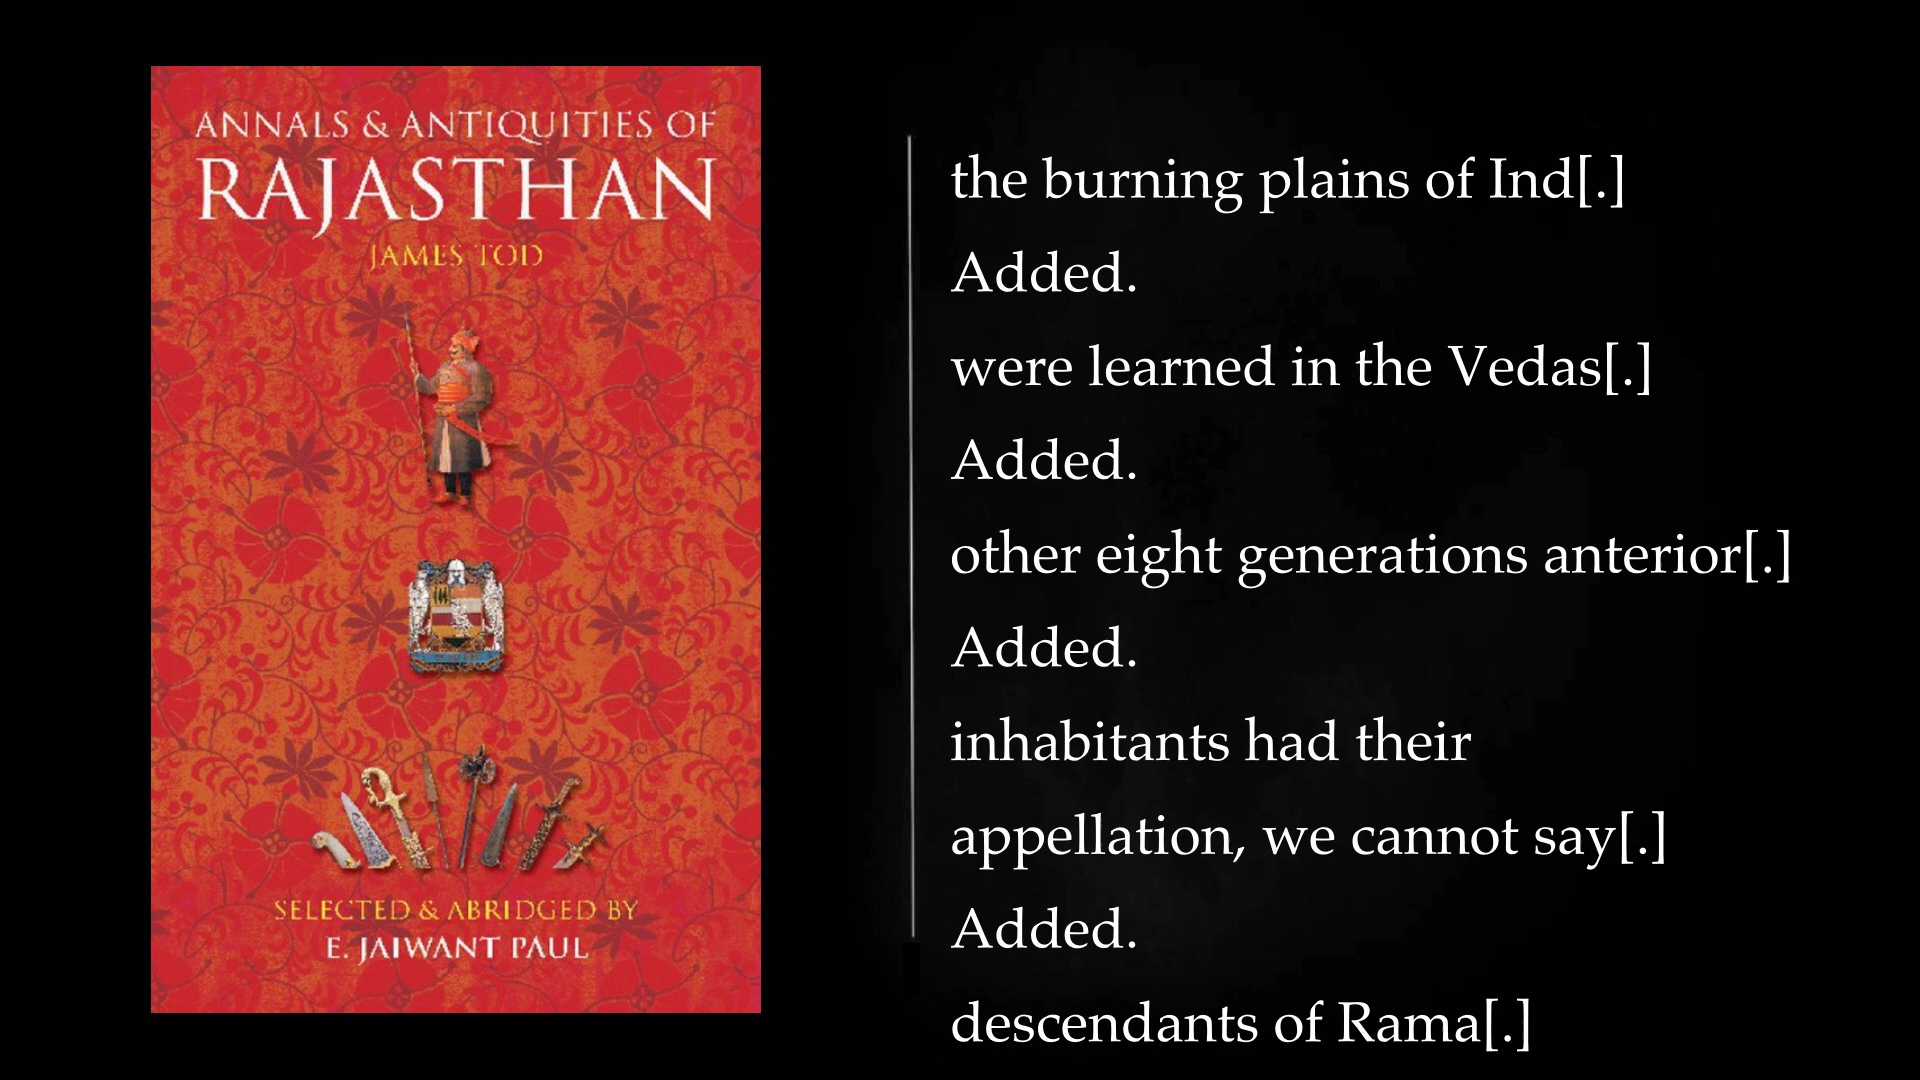 ANNALS & ANTIQUITIES OF
RAJASTHAN
JAMES TOD
SELECTED & ABRIDGED BY
E. JAIWANT PAUL
the burning plains of Ind[.]
Added.
were learned in the Vedas[.]
Added.
other eight generations anterior[.]
Added.
inhabitants had their
appellation, we cannot say[.]
Added.
descendants of Rama[.]